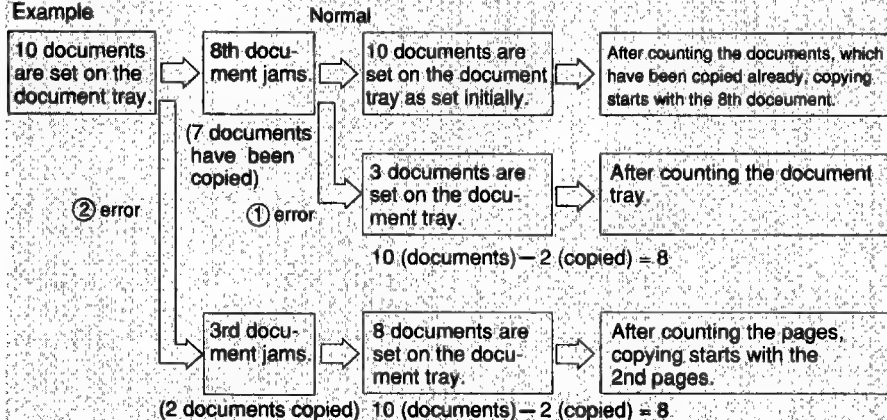 Example
Normal
10 documents
are set on the
document tray.
8th docu-
ment jams.
10 documents are
set on the document
tray as set initially.
After counting the documents, which
have been copied already, copying
starts with the 8th doceument.
(7 documents
have been
copied)
3 documents are
set on the docu-
ment tray.
After counting the document
tray.
② error
① error
10 (documents) – 2 (copied) = 8
3rd docu-
ment jams.
8 documents are
set on the docu-
ment tray.
After counting the pages,
copying starts with the
2nd pages.
(2 documents copied) 10 (documents) – 2 (copied) = 8